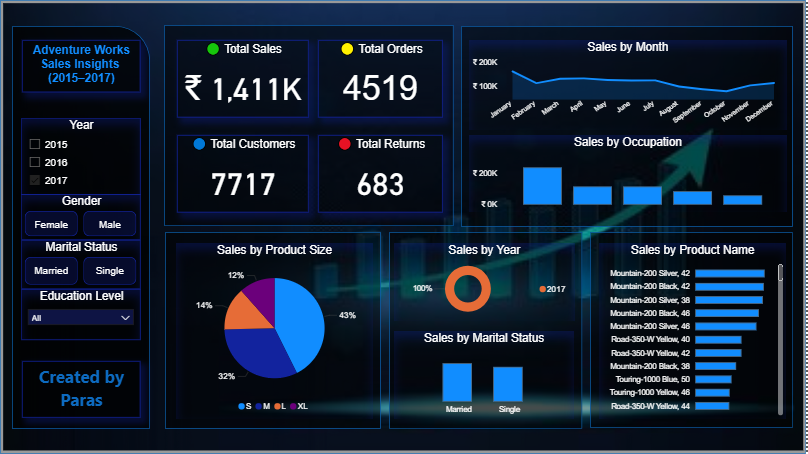 Adventure Works
Sales Insights
(2015–2017)
Year
2015
2016
2017
Gender
Female
Male
Marital Status
Married
Single
Education Level
All
Created by
Paras
Total Sales
₹ 1,411K
Total Orders
4519
Total Customers
7717
Total Returns
683
Sales by Month
₹ 200K
₹ 100K
January
February
March
April
May
June
July
August
September
October
November
December
Sales by Occupation
₹ 200K
₹ 0K
Sales by Product Size
12%
14%
43%
32%
S M L XL
Sales by Year
100%
2017
Sales by Marital Status
Married
Single
Sales by Product Name
Mountain-200 Silver, 42
Mountain-200 Black, 42
Mountain-200 Silver, 38
Mountain-200 Black, 46
Mountain-200 Silver, 46
Road-350-W Yellow, 40
Road-350-W Yellow, 42
Mountain-200 Black, 38
Touring-1000 Blue, 50
Touring-1000 Yellow, 46
Road-350-W Yellow, 44